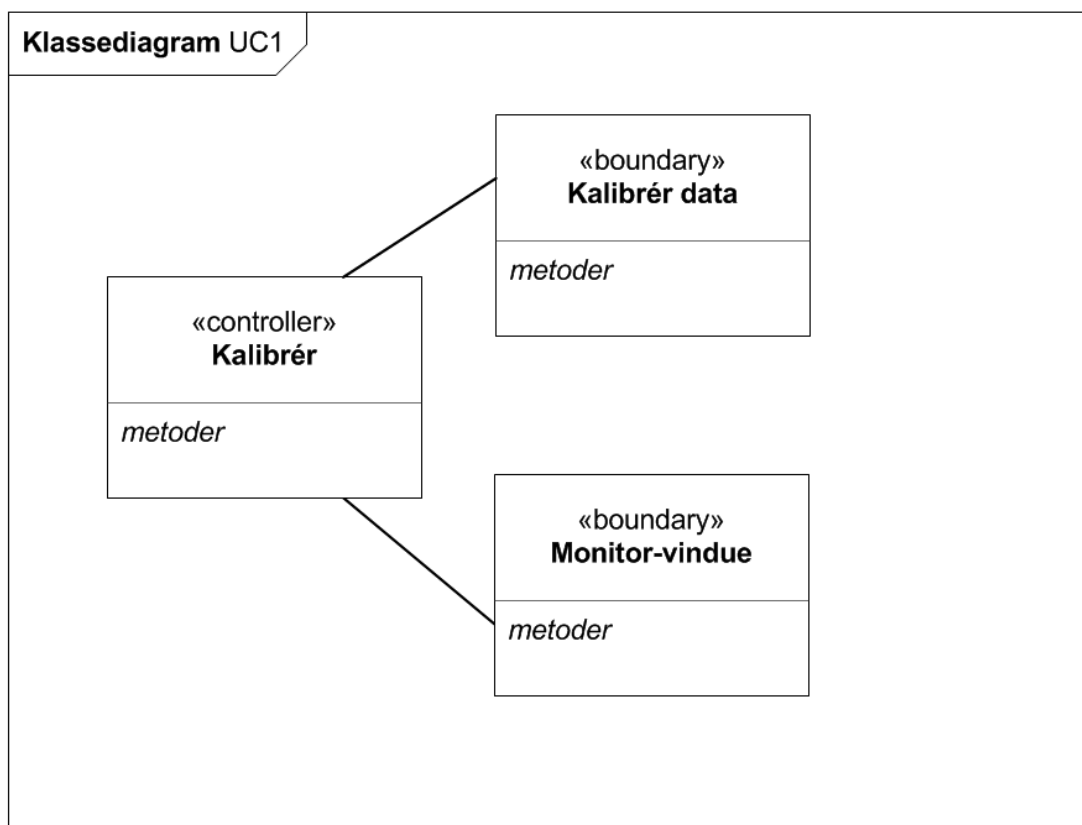 Klassediagram UC1
«boundary»
Kalibrér data
metoder
«controller»
Kalibrér
metoder
«boundary»
Monitor-vindue
metoder